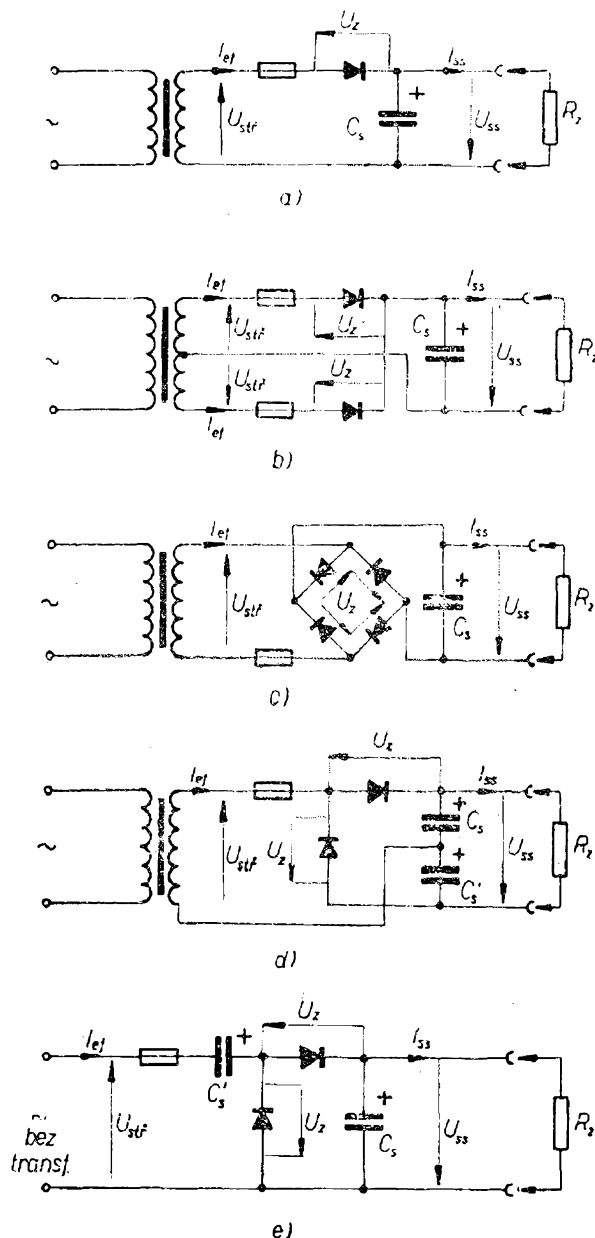 I_ef U_z I_ss
~ U_stř + C_s U_ss R_z
a)
I_ef I_ss
U_stř U_z C_s + U_ss R_z
~ U_stř U_z
I_ef
b)
I_ef I_ss
~ U_stř U_z + C_s U_ss R_z
c)
U_z
I_ef I_ss
~ U_stř U_z + C_s U_ss R_z
+ C_s'
d)
I_ef + U_z I_ss
C_s'
U_stř U_z + C_s U_ss R_z
bez
transf.
e)